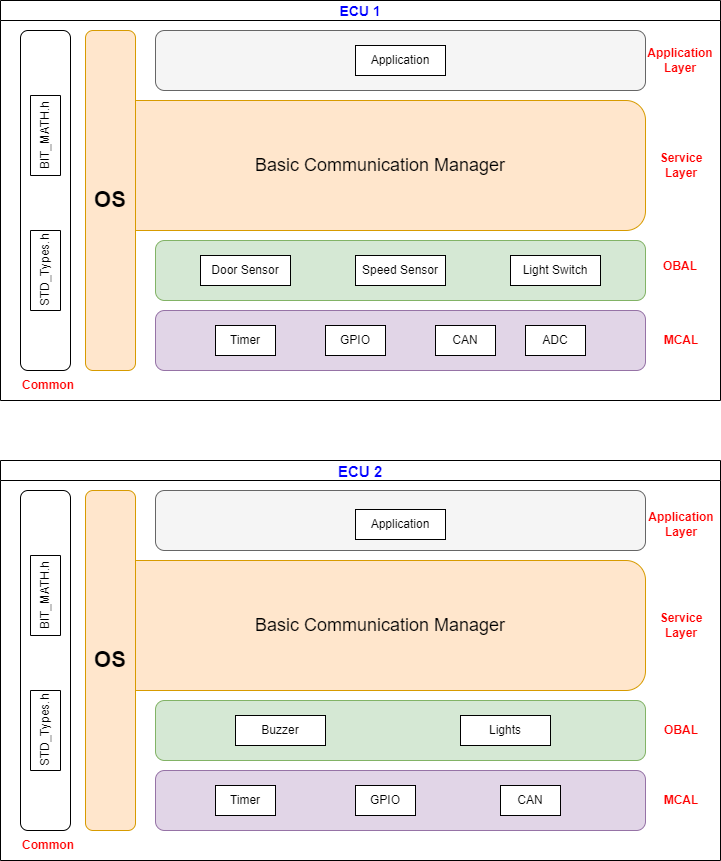 ECU 1
Application
Application
Layer
BIT_MATH.h
Basic Communication Manager
Service
Layer
OS
STD_Types.h
Door Sensor
Speed Sensor
Light Switch
OBAL
Timer
GPIO
CAN
ADC
MCAL
Common
ECU 2
Application
Application
Layer
BIT_MATH.h
Basic Communication Manager
Service
Layer
OS
STD_Types.h
Buzzer
Lights
OBAL
Timer
GPIO
CAN
MCAL
Common